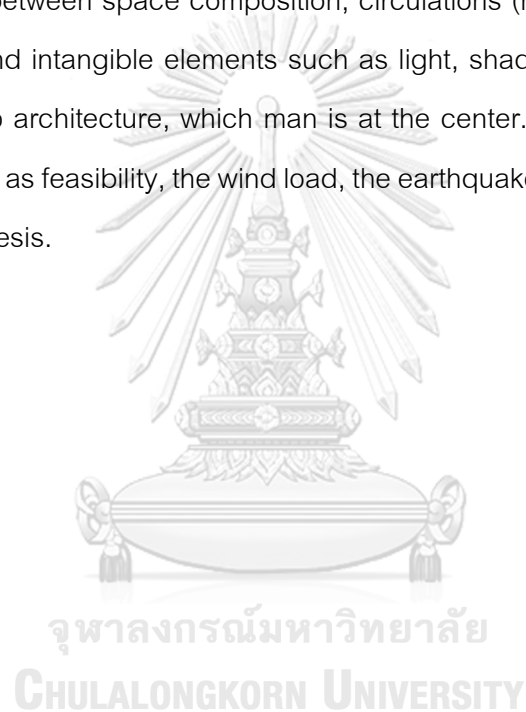 between space composition, circulations (
nd intangible elements such as light, shad
architecture, which man is at the center.
as feasibility, the wind load, the earthquake
esis.
จุฬาลงกรณ์มหาวิทยาลัย
CHULALONGKORN UNIVERSITY